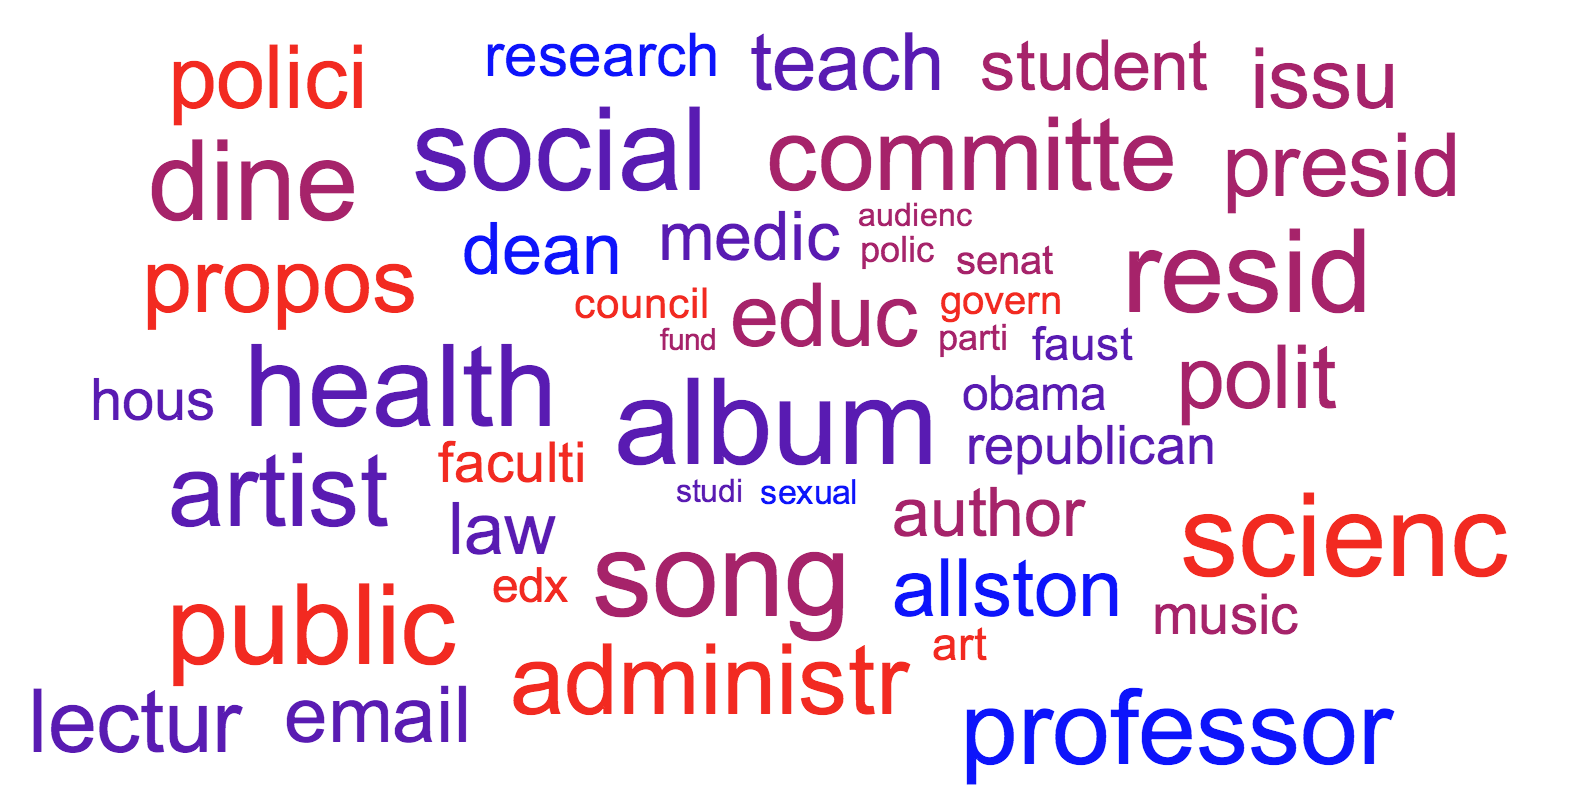 polici research teach student issu
dine social committe presid
dean medic audienc
polic senat resid
propos council educ govern
fund parti faust
hous health album obama polit
republican
artist faculti
studi sexual
law author scienc
edx song allston music
public administr art
lectur email professor